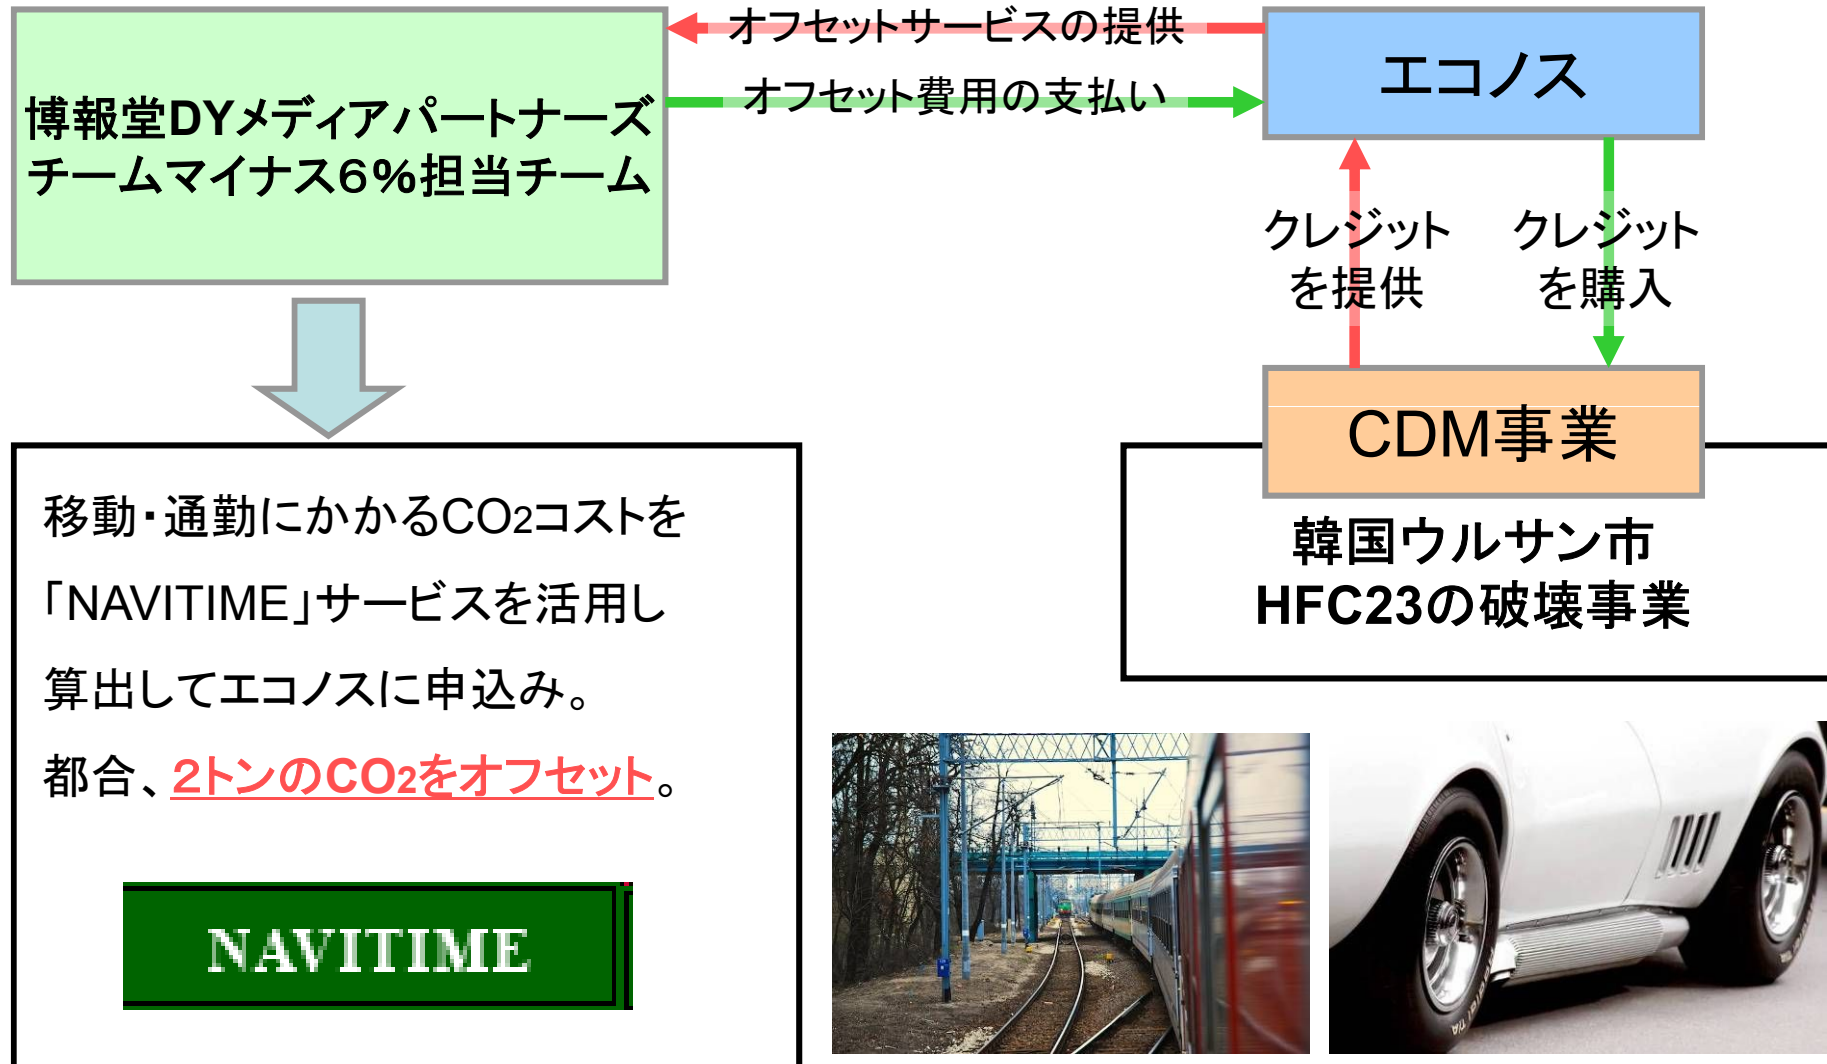 オフセットサービスの提供
オフセット費用の支払い
博報堂DYメディアパートナーズ
チームマイナス6%担当チーム
エコノス
クレジット
を提供
クレジット
を購入
CDM事業
韓国ウルサン市
HFC23の破壊事業
移動・通勤にかかるCO2コストを
「NAVITIME」サービスを活用し
算出してエコノスに申込み。
都合、2トンのCO2をオフセット。
NAVITIME